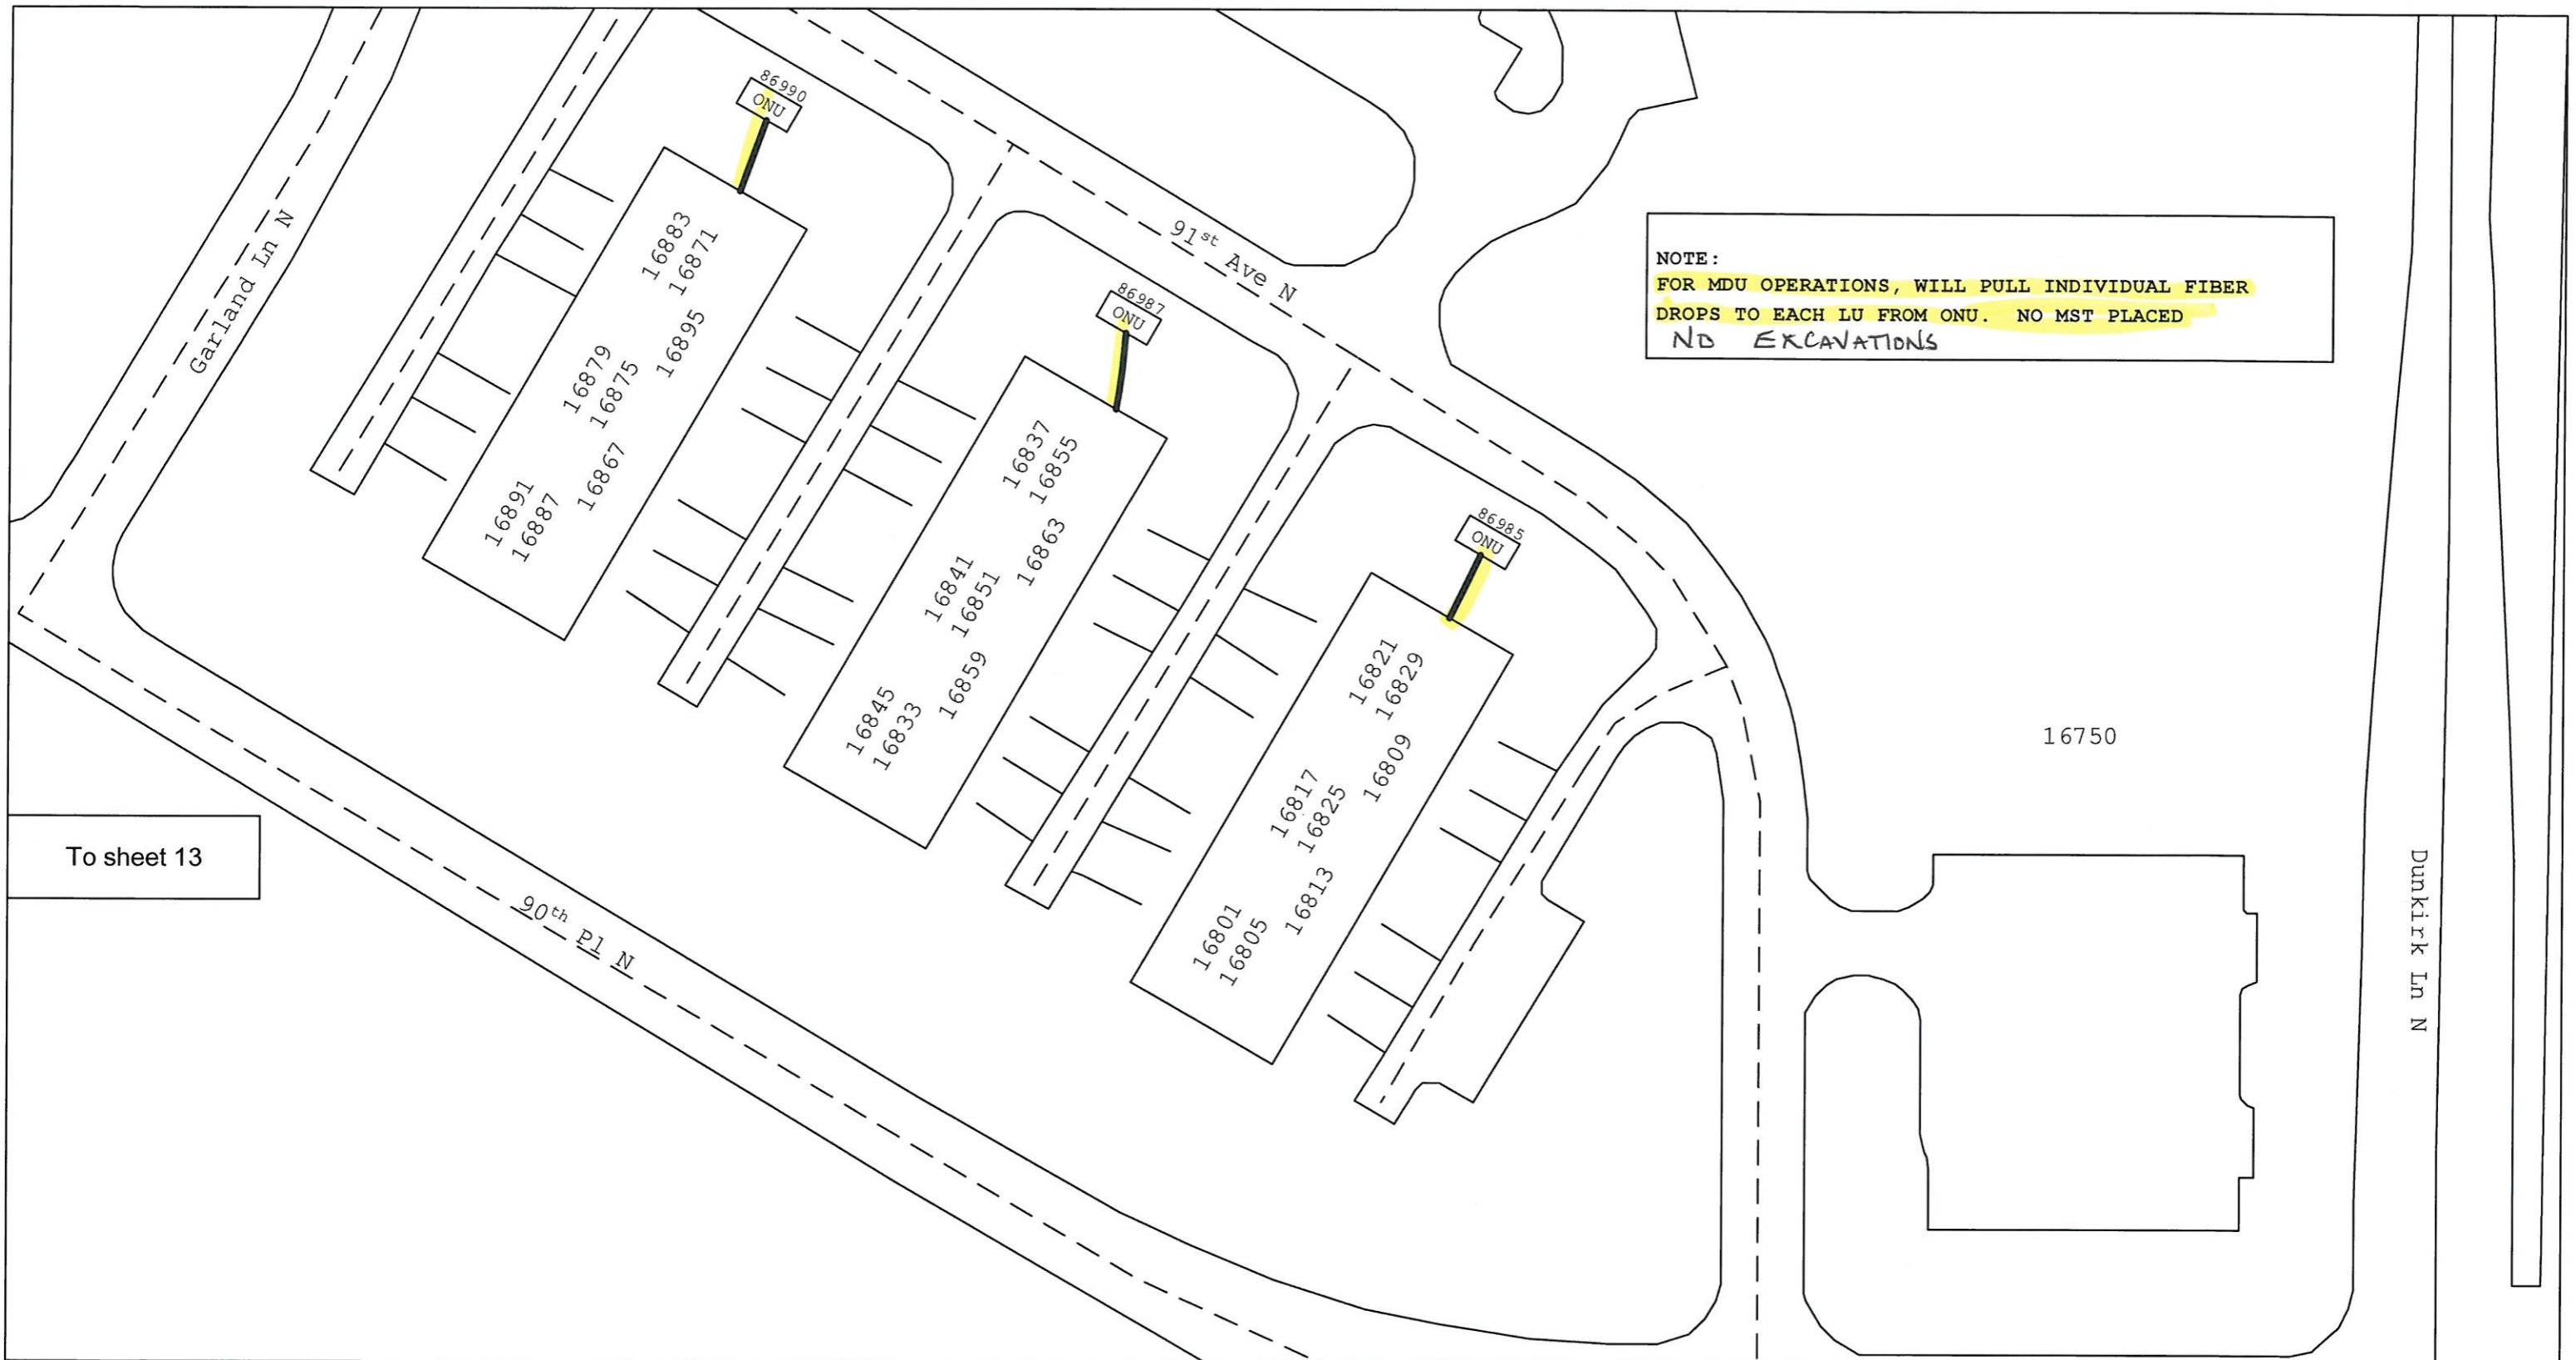 86990
ONU
16883
16871
16895
16879
16875
16867
16891
16887
Garland Ln N
91st Ave N
86987
ONU
16837
16855
16863
16841
16851
16859
16845
16833
NOTE:
FOR MDU OPERATIONS, WILL PULL INDIVIDUAL FIBER
DROPS TO EACH LU FROM ONU. NO MST PLACED
NO EXCAVATIONS
86985
ONU
16821
16829
16809
16817
16825
16813
16801
16805
16750
To sheet 13
90th Pl N
Dunkirk Ln N